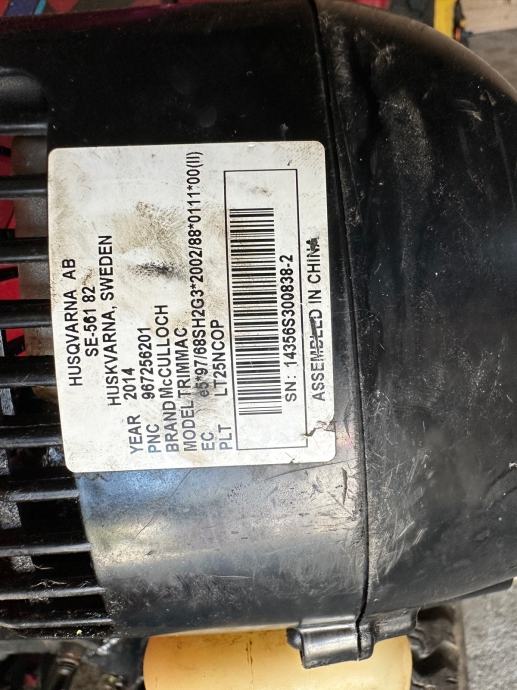 HUSQVARNA AB
SE-561 82
HUSKVARNA, SWEDEN
YEAR 2014
PNC 967256201
BRAND McCULLOCH
MODEL TRIMMAC
EC e5*97/68SH2G3*2002/88*0111*00(II)
PLT LT25NCOP
SN: 14356S300838-2
ASSEMBLED IN CHINA